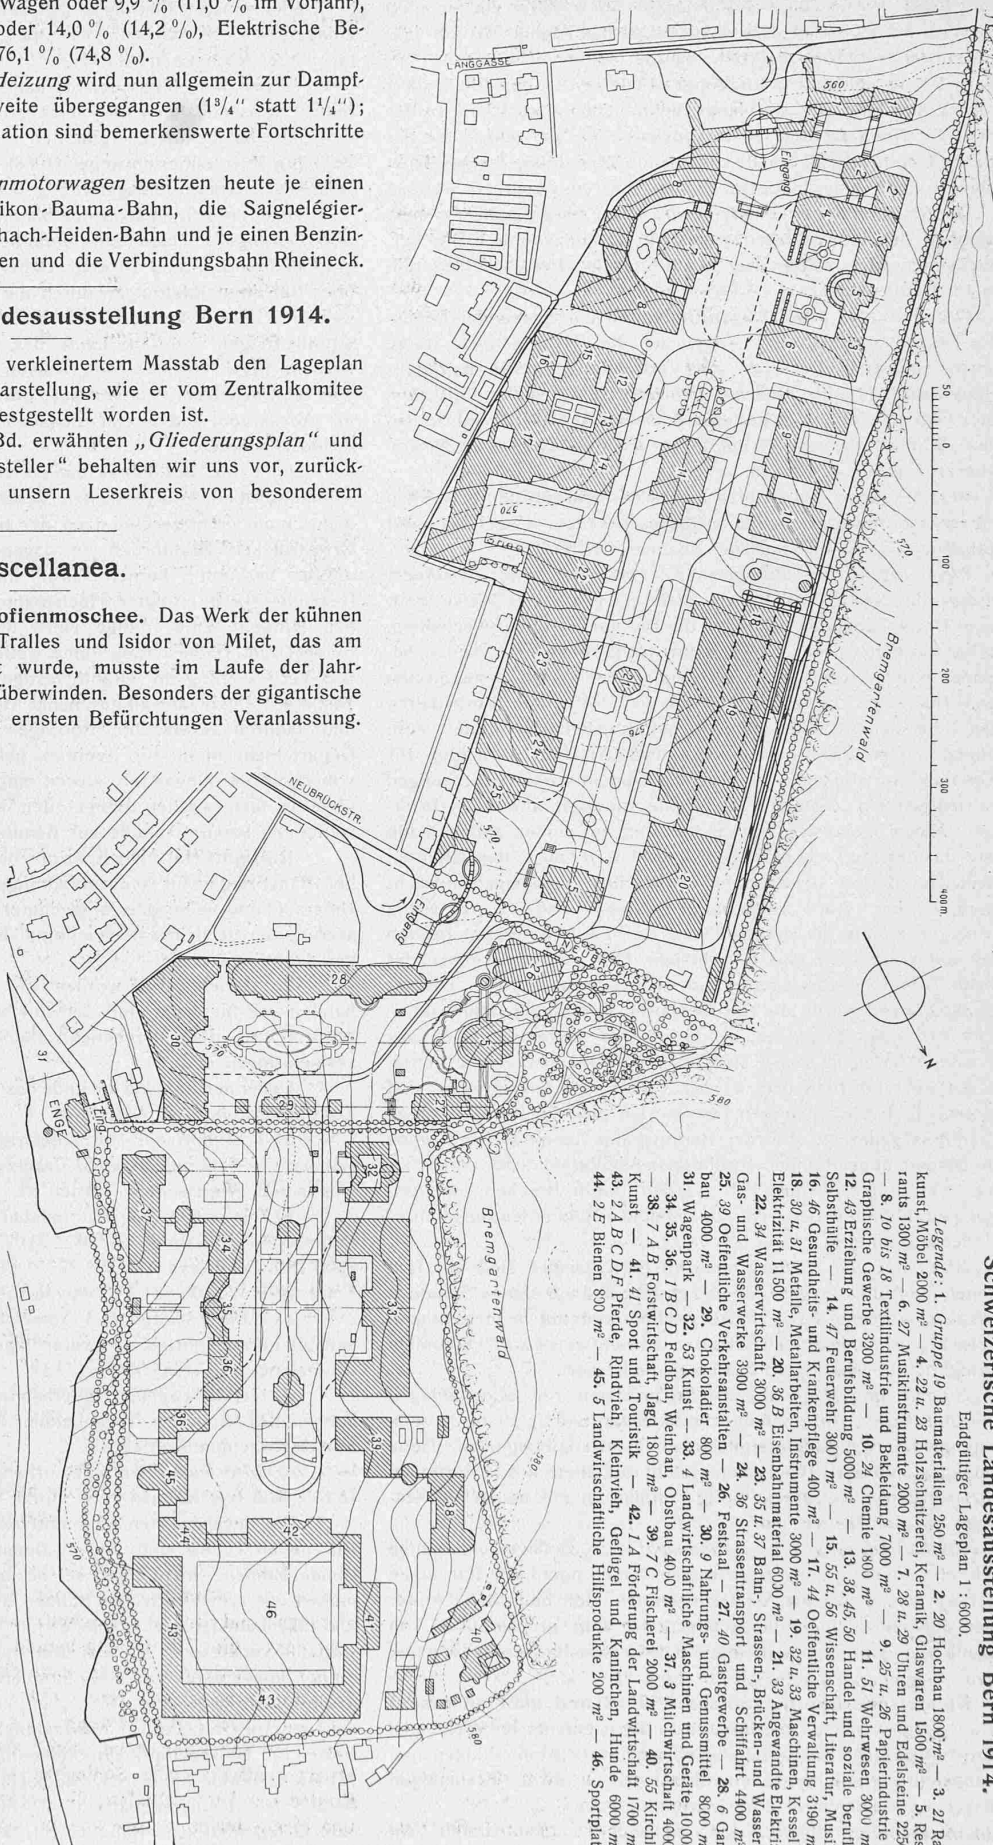 Wagen oder 9,9 % (11,0 % im Vorjahr),
oder 14,0 % (14,2 %), Elektrische Be-
76,1 % (74,8 %).
Heizung wird nun allgemein zur Dampf-
weite übergegangen (1³/₄" statt 1¹/₄");
ation sind bemerkenswerte Fortschritte
nmotorwagen besitzen heute je einen
ikon-Bauma-Bahn, die Saignelégier-
hach-Heiden-Bahn und je einen Benzin-
en und die Verbindungsbahn Rheineck.
desausstellung Bern 1914.
verkleinertem Masstab den Lageplan
arstellung, wie er vom Zentralkomitee
estgestellt worden ist.
Bd. erwähnten „Gliederungsplan" und
steller" behalten wir uns vor, zurück-
unsern Leserkreis von besonderem
scellanea.
ofienmoschee. Das Werk der kühnen
Tralles und Isidor von Milet, das am
t wurde, musste im Laufe der Jahr-
überwinden. Besonders der gigantische
ernsten Befürchtungen Veranlassung.
LANGGASSE
Eingang
Bremgartenwald
NEUBRÜCKSTR.
Eingang
NEUBRÜCKSTR.
ENGE
Eing.
Bremgartenwald
N
50
0
100
200
300
400 m.
Schweizerische Landesausstellung Bern 1914.
Endgültiger Lageplan 1 : 6000.
Legende: 1. Gruppe 19 Baumaterialien 250 m² — 2. 20 Hochbau 1800 m² — 3. 21 Ra
kunst, Möbel 2000 m² — 4. 22 u. 23 Holzschnitzerei, Keramik, Glaswaren 1500 m² — 5. Res
rants 1300 m² — 6. 27 Musikinstrumente 2000 m² — 7. 28 u. 29 Uhren und Edelsteine 225
— 8. 10 bis 18 Textilindustrie und Bekleidung 7000 m² — 9. 25 u. 26 Papierindustrie
Graphische Gewerbe 3200 m² — 10. 24 Chemie 1800 m² — 11. 51 Wehrwesen 3000 m
12. 43 Erziehung und Berufsbildung 5000 m² — 13. 38, 45, 50 Handel und soziale berufl
Selbsthülfe — 14. 47 Feuerwehr 300 m² — 15. 55 u. 56 Wissenschaft, Literatur, Musi
16. 46 Gesundheits- und Krankenpflege 400 m² — 17. 44 Oeffentliche Verwaltung 3190 m
18. 30 u. 31 Metalle, Metallarbeiten, Instrumente 3000 m² — 19. 32 u. 33 Maschinen, Kessel
Elektrizität 11 500 m² — 20. 36 B Eisenbahnmaterial 6000 m² — 21. 33 Angewandte Elektri
— 22. 34 Wasserwirtschaft 3000 m² — 23. 35 u. 37 Bahn-, Strassen-, Brücken- und Wasser
Gas- und Wasserwerke 3900 m² — 24. 36 Strassentransport und Schiffahrt 4400 m²
25. 39 Oeffentliche Verkehrsanstalten — 26. Festsaal — 27. 40 Gastgewerbe — 28. 6 Gar
bau 4000 m² — 29. Chokoladier 800 m² — 30. 9 Nahrungs- und Genussmittel 8000 m
31. Wagenpark — 32. 53 Kunst — 33. 4 Landwirtschaftliche Maschinen und Geräte 1000
— 34. 35. 36. 1 B C D Feldbau, Weinbau, Obstbau 4000 m² — 37. 3 Milchwirtschaft 4000
— 38. 7 A B Forstwirtschaft, Jagd 1800 m² — 39. 7 C Fischerei 2000 m² — 40. 55 Kirchl
Kunst — 41. 41 Sport und Touristik — 42. 1 A Förderung der Landwirtschaft 1700 m
43. 2 A B C D F Pferde, Rindvieh, Kleinvieh, Geflügel und Kaninchen, Hunde 6000 m
44. 2 E Bienen 800 m² — 45. 5 Landwirtschaftliche Hilfsprodukte 200 m² — 46. Sportplat